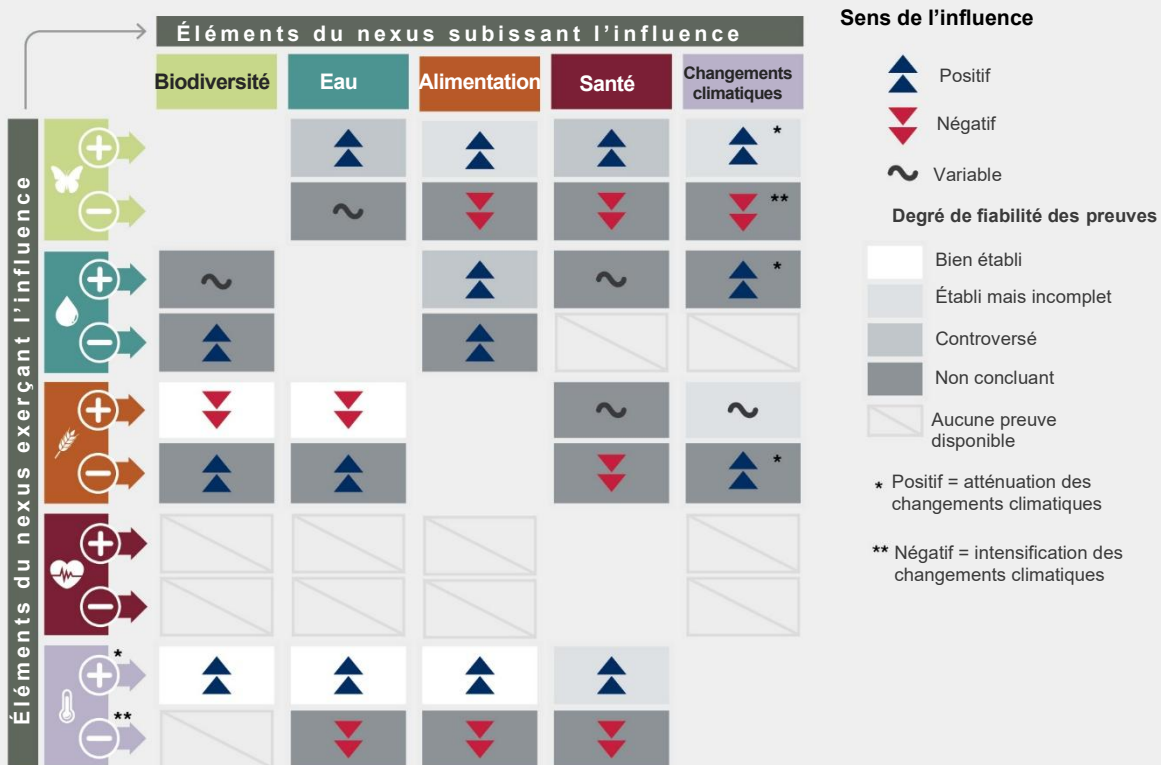 Éléments du nexus subissant l'influence
Biodiversité
Eau
Alimentation
Santé
Changements
climatiques
Éléments du nexus exerçant l'influence
+
*
−
**
+
*
−
+
−
*
+
−
+
*
−
**
Sens de l'influence
Positif
Négatif
Variable
Degré de fiabilité des preuves
Bien établi
Établi mais incomplet
Controversé
Non concluant
Aucune preuve
disponible
* Positif = atténuation des
changements climatiques
** Négatif = intensification des
changements climatiques